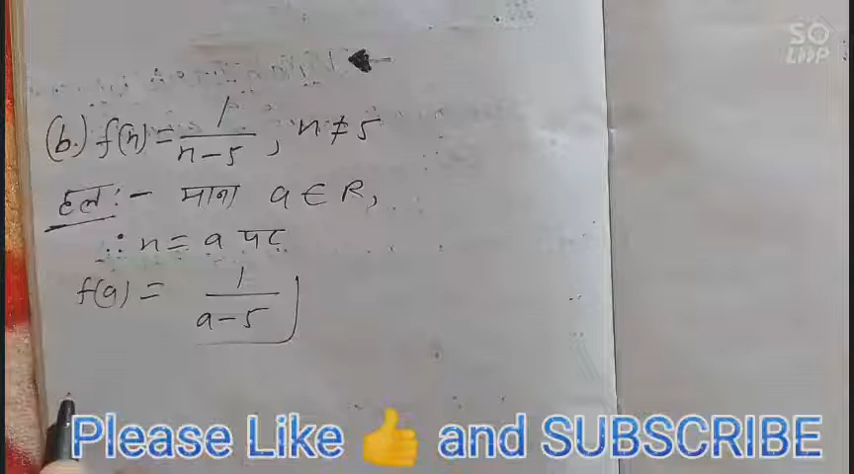 SO
LMP
(b.) f(n) = 1/(n-5), n ≠ 5
हल :- माना a ∈ R,
∴ n = a पर
f(a) = 1/(a-5)
Please Like 👍 and SUBSCRIBE